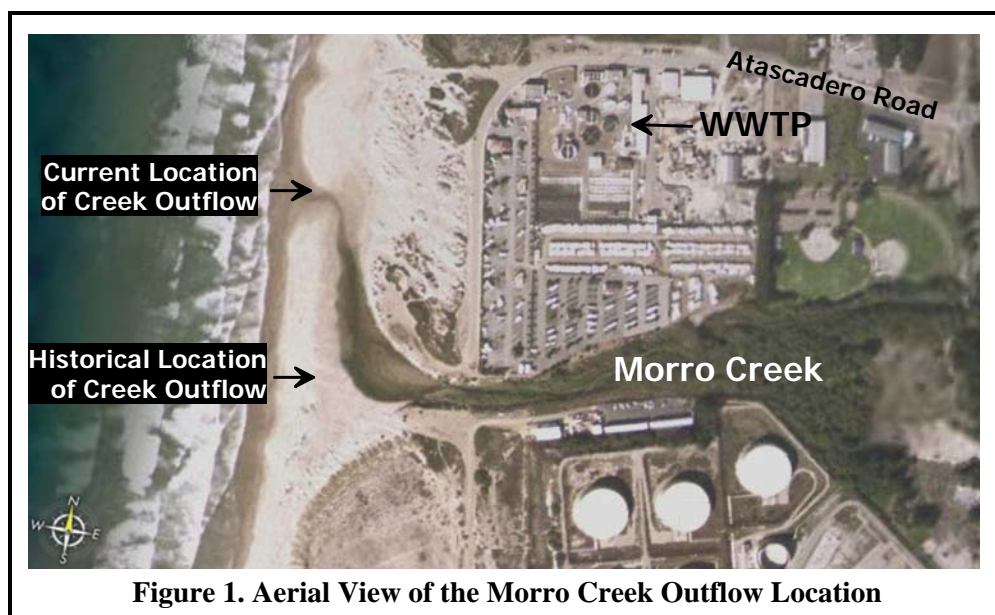 Atascadero Road
WWTP
Current Location
of Creek Outflow
Historical Location
of Creek Outflow
Morro Creek
N
W
E
S
Figure 1. Aerial View of the Morro Creek Outflow Location